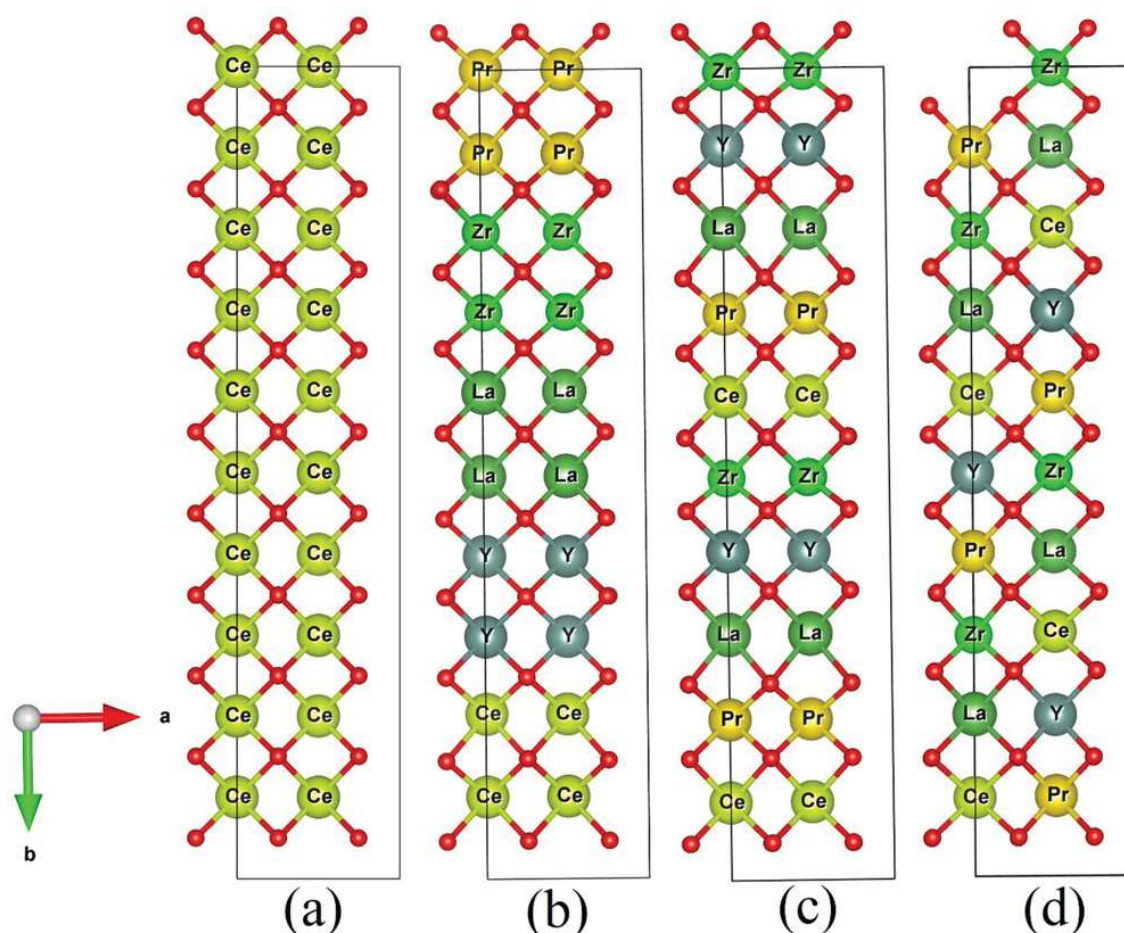 Ce Ce Pr Pr Zr Zr Zr
Ce Ce Pr Pr Y Y Pr La
Ce Ce Zr Zr La La Zr Ce
Ce Ce Zr Zr Pr Pr La Y
Ce Ce La La Ce Ce Ce Pr
Ce Ce La La Zr Zr Y Zr
Ce Ce Y Y Y Y Pr La
Ce Ce Y Y La La Zr Ce
Ce Ce Ce Ce Pr Pr La Y
Ce Ce Ce Ce Ce Ce Ce Pr
a
b
(a) (b) (c) (d)